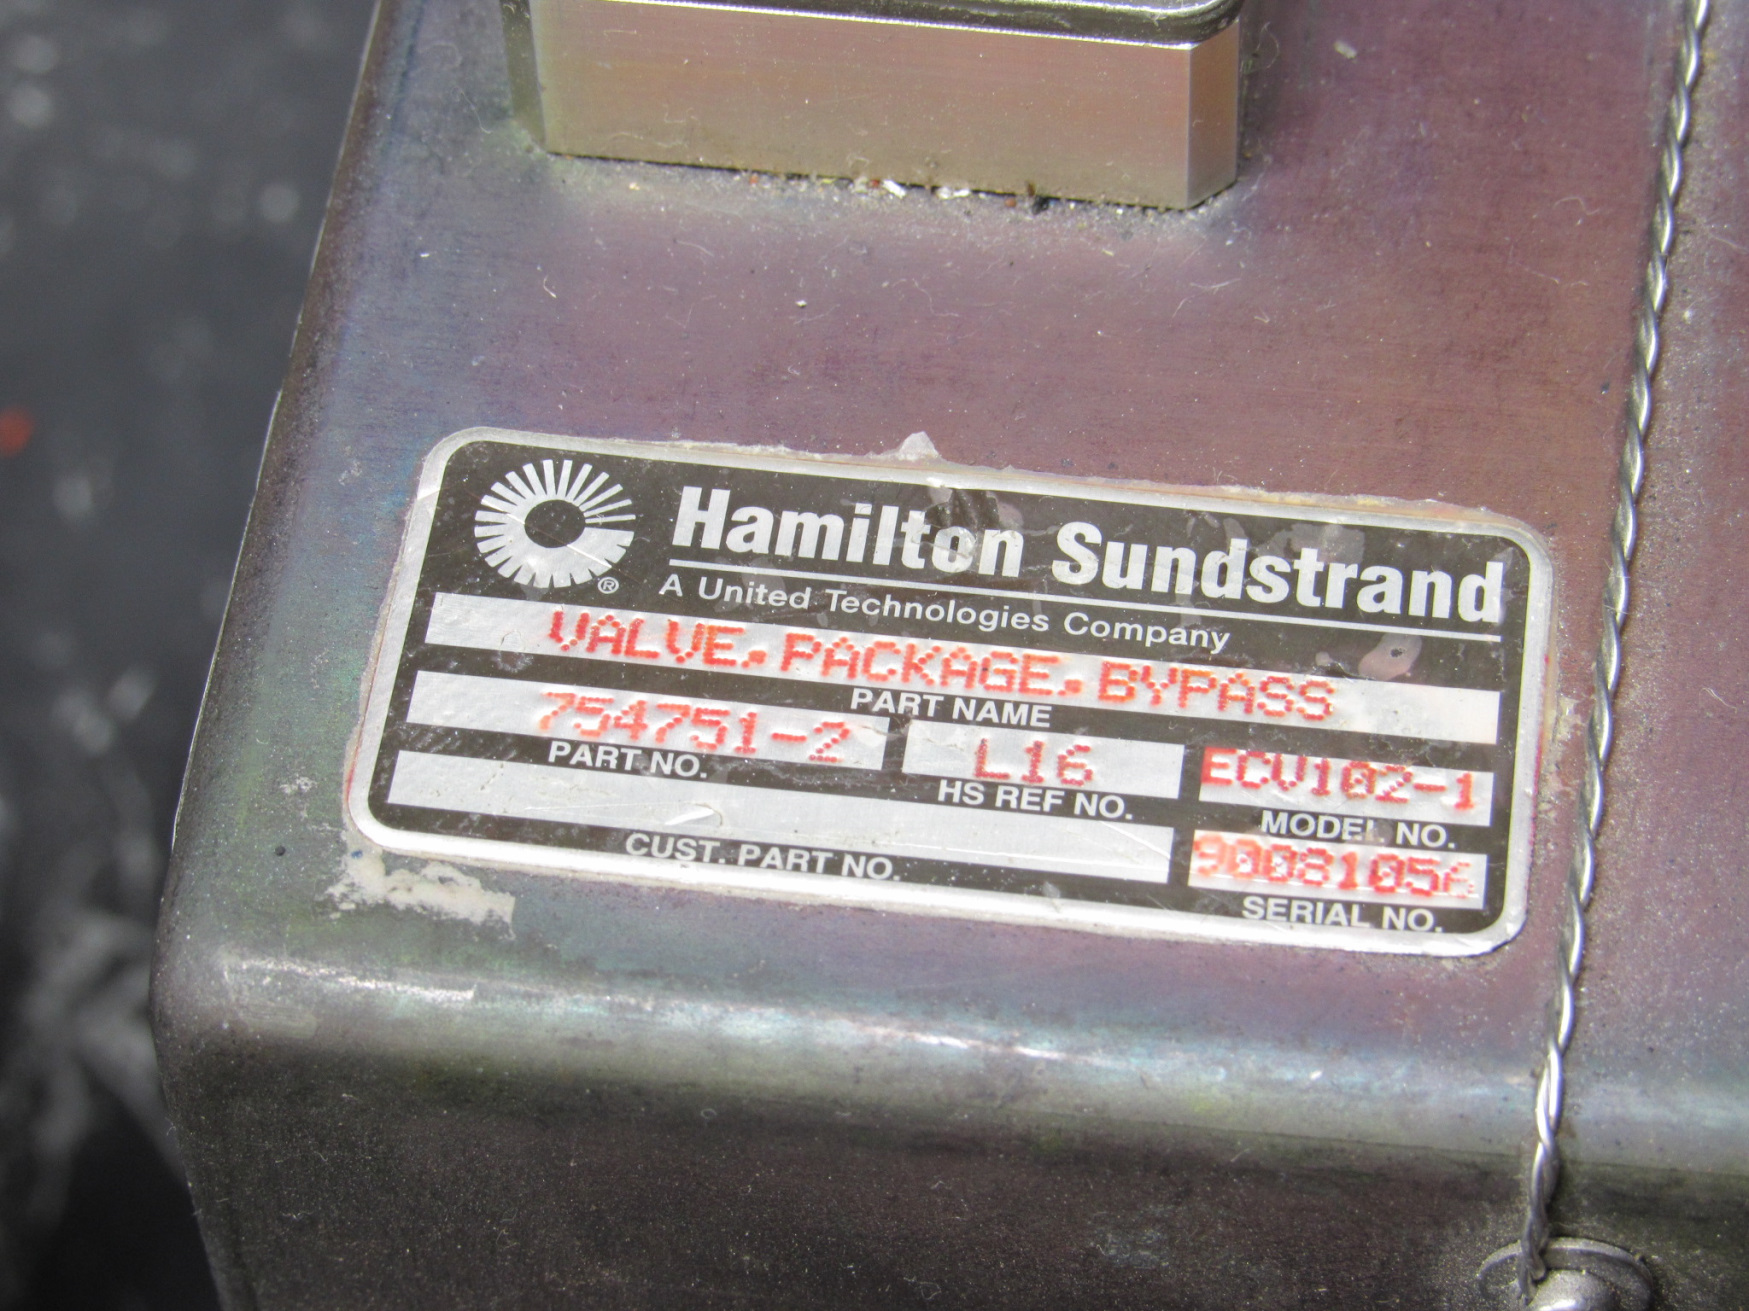 Hamilton Sundstrand
®
A United Technologies Company
VALVE.PACKAGE.BYPASS
PART NAME
754751-2
PART NO.
L16
HS REF NO.
ECV102-1
MODEL NO.
CUST. PART NO.
SERIAL NO.